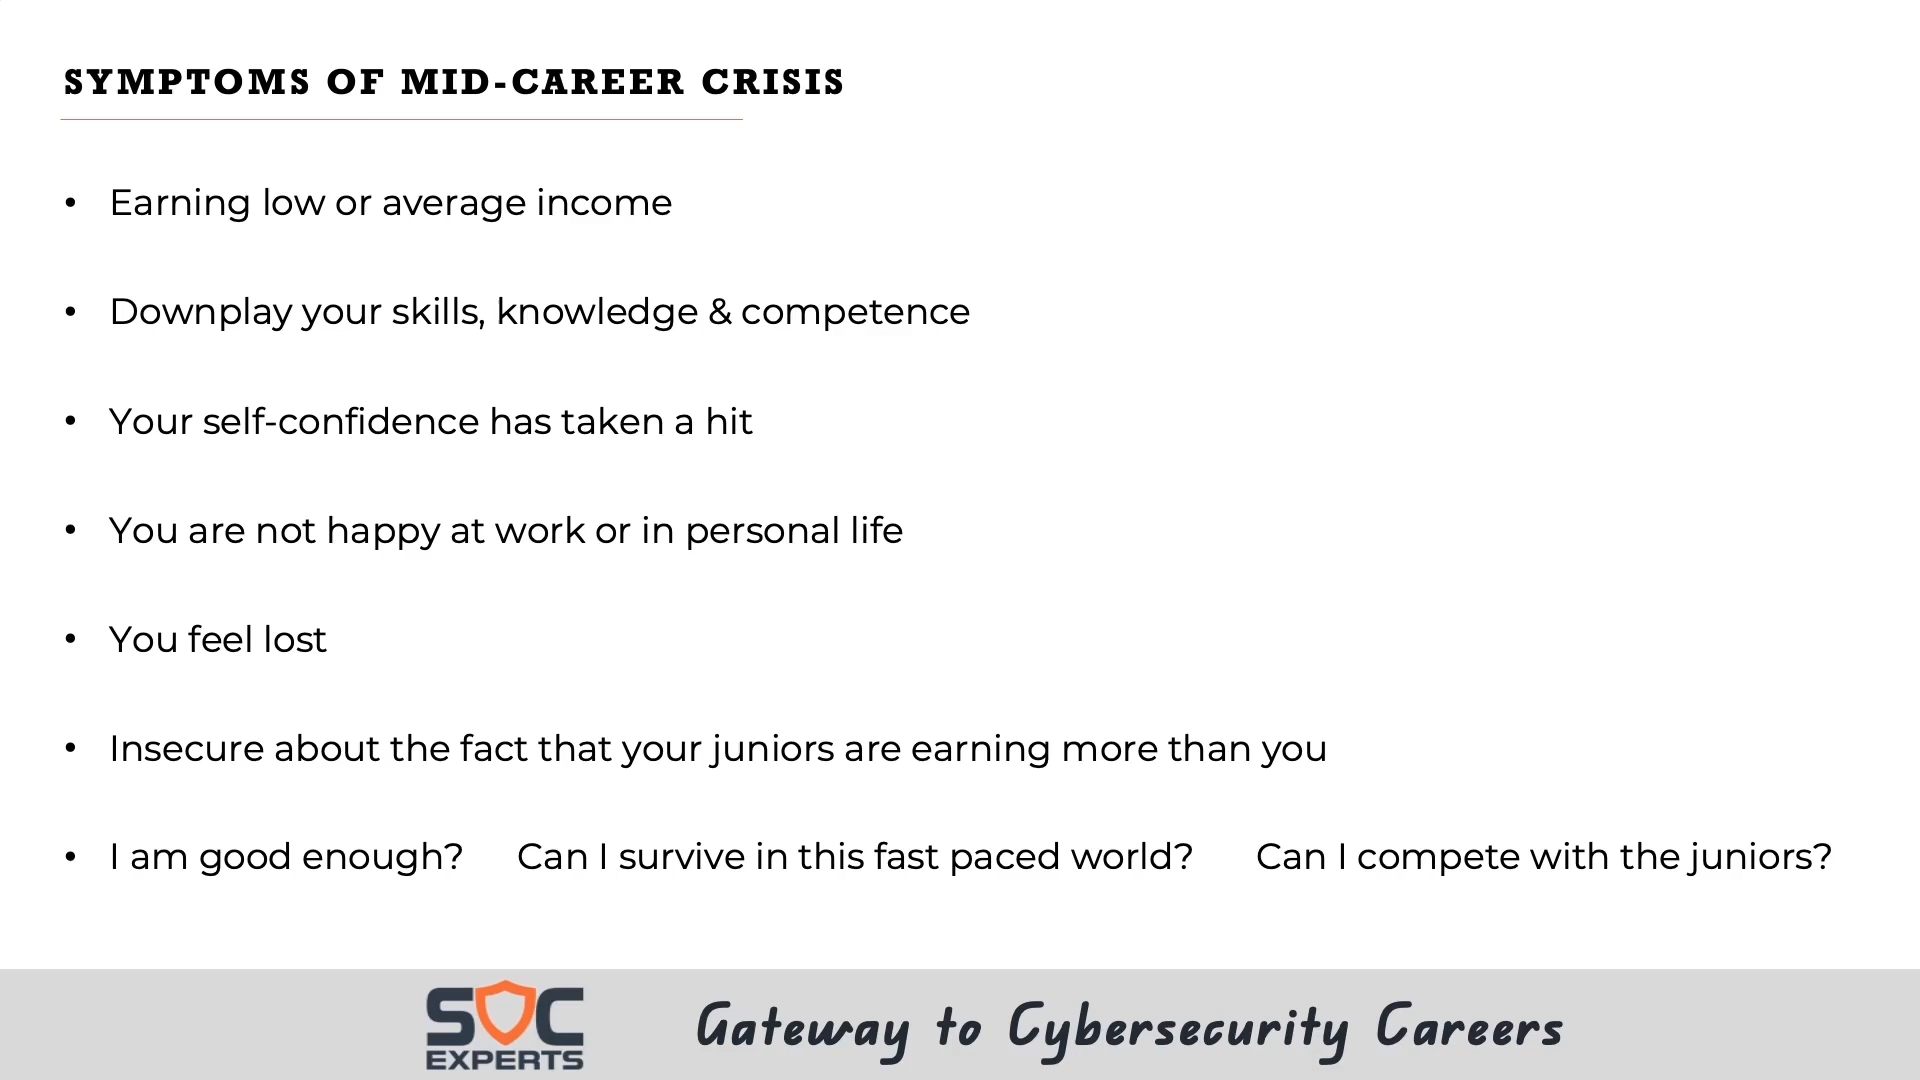 SYMPTOMS OF MID-CAREER CRISIS
• Earning low or average income
• Downplay your skills, knowledge & competence
• Your self-confidence has taken a hit
• You are not happy at work or in personal life
• You feel lost
• Insecure about the fact that your juniors are earning more than you
• I am good enough? Can I survive in this fast paced world? Can I compete with the juniors?
SOC
EXPERTS
Gateway to Cybersecurity Careers